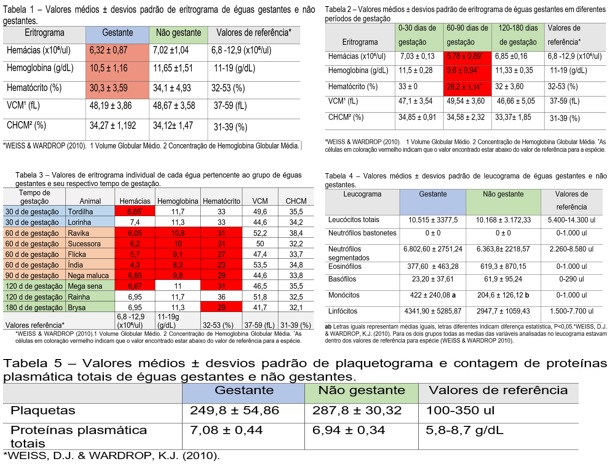 Tabela 1 – Valores médios ± desvios padrão de eritrograma de éguas gestantes e não
gestantes.
Eritrograma Gestante Não gestante Valores de referência*
Hemácias (x10⁶/ul) 6,32 ± 0,87 7,02 ±1,04 6,8 -12,9 (x10⁶/ul)
Hemoglobina (g/dL) 10,5 ± 1,16 11,65 ±1,51 11-19 (g/dL)
Hematócrito (%) 30,3 ± 3,59 34,1 ± 4,93 32-53 (%)
VCM¹ (fL) 48,19 ± 3,86 48,67 ± 3,58 37-59 (fL)
CHCM² (%) 34,27 ± 1,192 34,12± 1,47 31-39 (%)
*WEISS & WARDROP (2010). 1 Volume Globular Médio. 2 Concentração de Hemoglobina Globular Média.
Tabela 2 – Valores médios ± desvios padrão de eritrograma de éguas gestantes em diferentes
períodos de gestação
Eritrograma 0-30 dias de gestação 60-90 dias de gestação 120-180 dias de gestação Valores de referência*
Hemácias (x10⁶/ul) 7,03 ± 0,13 5,78 ± 0,89 6,85 ±0,16 6,8-12,9 (x10⁶/ul)
Hemoglobina (g/dL) 11,5 ± 0,28 9,6 ± 0,94* 11,33 ± 0,35 11-19 (g/dL)
Hematócrito (%) 33 ± 0 28,2 ± 3,34* 32 ± 3,60 32-53 (%)
VCM¹ (fL) 47,1 ± 3,54 49,54 ± 3,60 46,66 ± 5,05 37-59 (fL)
CHCM² (%) 34,85 ± 0,91 34,58 ± 2,32 33,37± 1,85 31-39 (%)
*WEISS & WARDROP (2010). 1 Volume Globular Médio. 2 Concentração de Hemoglobina Globular Média. ˣAs
células em coloração vermelho indicam que o valor encontrado estar abaixo do valor de referência para a espécie.
Tabela 3 – Valores de eritrograma individual de cada égua pertencente ao grupo de éguas
gestantes e seu respectivo tempo de gestação.
Tempo de gestação Animal Hemácias Hemoglobina Hematócrito VCM CHCM
30 d de gestação Tordilha 6,65 11,7 33 49,6 35,5
30 d de gestação Lorinha 7,4 11,3 33 44,6 34,2
60 d de gestação Ravika 10,8 31 52,2 38,4
60 d de gestação Sucessora 6,2 10 31 50 32,2
60 d de gestação Flicka 5,7 9,1 27 47,4 33,7
60 d de gestação Índia 4,3 8,3 23 53,5 34,8
90 d de gestação Nega maluca 6,65 9,8 29 44,6 33,8
120 d de gestação Mega sena 6,67 11 31 46,5 35,5
120 d de gestação Rainha 6,95 11,7 36 51,8 32,5
180 d de gestação Brysa 6,95 11,3 29 41,7 32,1
Valores referência* 6,8 -12,9 (x10⁶/ul) 11-19g (g/dL) 32-53 (%) 37-59 (fL) 31-39 (%)
*WEISS & WARDROP (2010).1 Volume Globular Médio. 2 Concentração de Hemoglobina Globular Média. ˣAs
células em coloração vermelho indicam que o valor encontrado estar abaixo do valor de referência para a espécie.
Tabela 4 – Valores médios ± desvios padrão de leucograma de éguas gestantes e não
gestantes.
Leucograma Gestante Não gestante Valores de referência
Leucócitos totais 10.515 ± 3377,5 10.168 ± 3.172,33 5.400-14.300 ul
Neutrófilos bastonetes 0 ± 0 0 ± 0 0-1.000 ul
Neutrófilos segmentados 6.802,60 ± 2751,24 6.363,8± 2218,57 2.260-8.580 ul
Eosinófilos 377,60 ± 463,28 619,3 ± 870,15 0-1.000 ul
Basófilos 23,20 ± 37,61 61,9 ± 95,24 0-290 ul
Monócitos 422 ± 240,08 a 204,6 ± 126,12 b 0-1.000 ul
Linfócitos 4341,90 ± 5285,87 2947,7 ± 1059,43 1.500-7.700 ul
ab Letras iguais representam médias iguais, letras diferentes indicam diferença estatística, P<0,05.*WEISS, D.J.
& WARDROP, K.J. (2010). Para os dois grupos todas as medias das variáveis analisadas no leucograma estavam
dentro dos valores de referência para a espécie (WEISS & WARDROP 2010).
Tabela 5 – Valores médios ± desvios padrão de plaquetograma e contagem de proteínas
plasmática totais de éguas gestantes e não gestantes.
Gestante Não gestante Valores de referência
Plaquetas 249,8 ± 54,86 287,8 ± 30,32 100-350 ul
Proteínas plasmática totais 7,08 ± 0,44 6,94 ± 0,34 5,8-8,7 g/dL
*WEISS, D.J. & WARDROP, K.J. (2010).